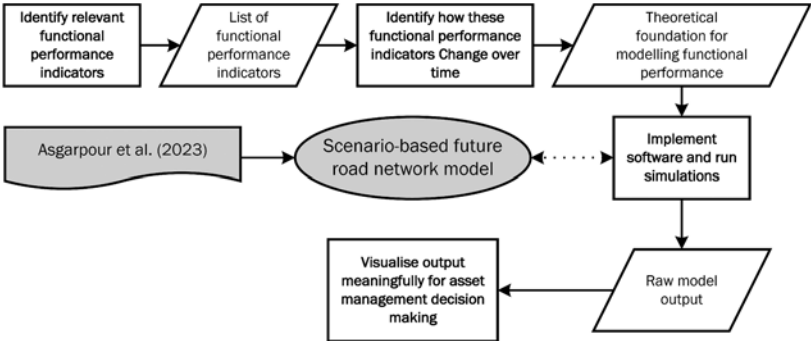 Identify relevant
functional
performance
indicators
List of
functional
performance
indicators
Identify how these
functional performance
indicators Change over
time
Theoretical
foundation for
modelling functional
performance
Asgarpour et al. (2023)
Scenario-based future
road network model
Implement
software and run
simulations
Visualise output
meaningfully for asset
management decision
making
Raw model
output